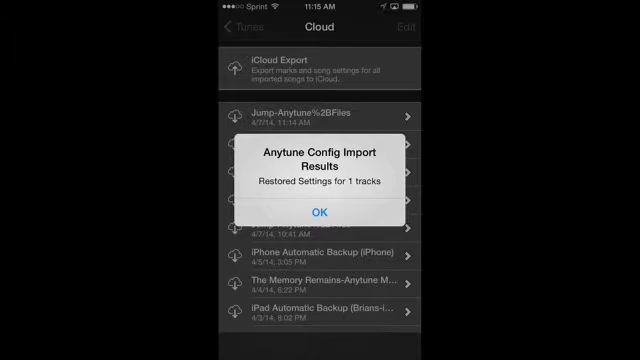 Sprint 11:15 AM
Tunes Cloud Edit
iCloud Export
Export marks and song settings for all
imported songs to iCloud.
Jump-Anytune%2BFiles
4/7/14, 11:14 AM
Anytune Config Import
Results
Restored Settings for 1 tracks
OK
4/7/14, 10:41 AM
iPhone Automatic Backup (iPhone)
4/5/14, 3:05 PM
The Memory Remains-Anytune M...
4/4/14, 6:22 PM
iPad Automatic Backup (Brians-i...
4/3/14, 8:02 PM